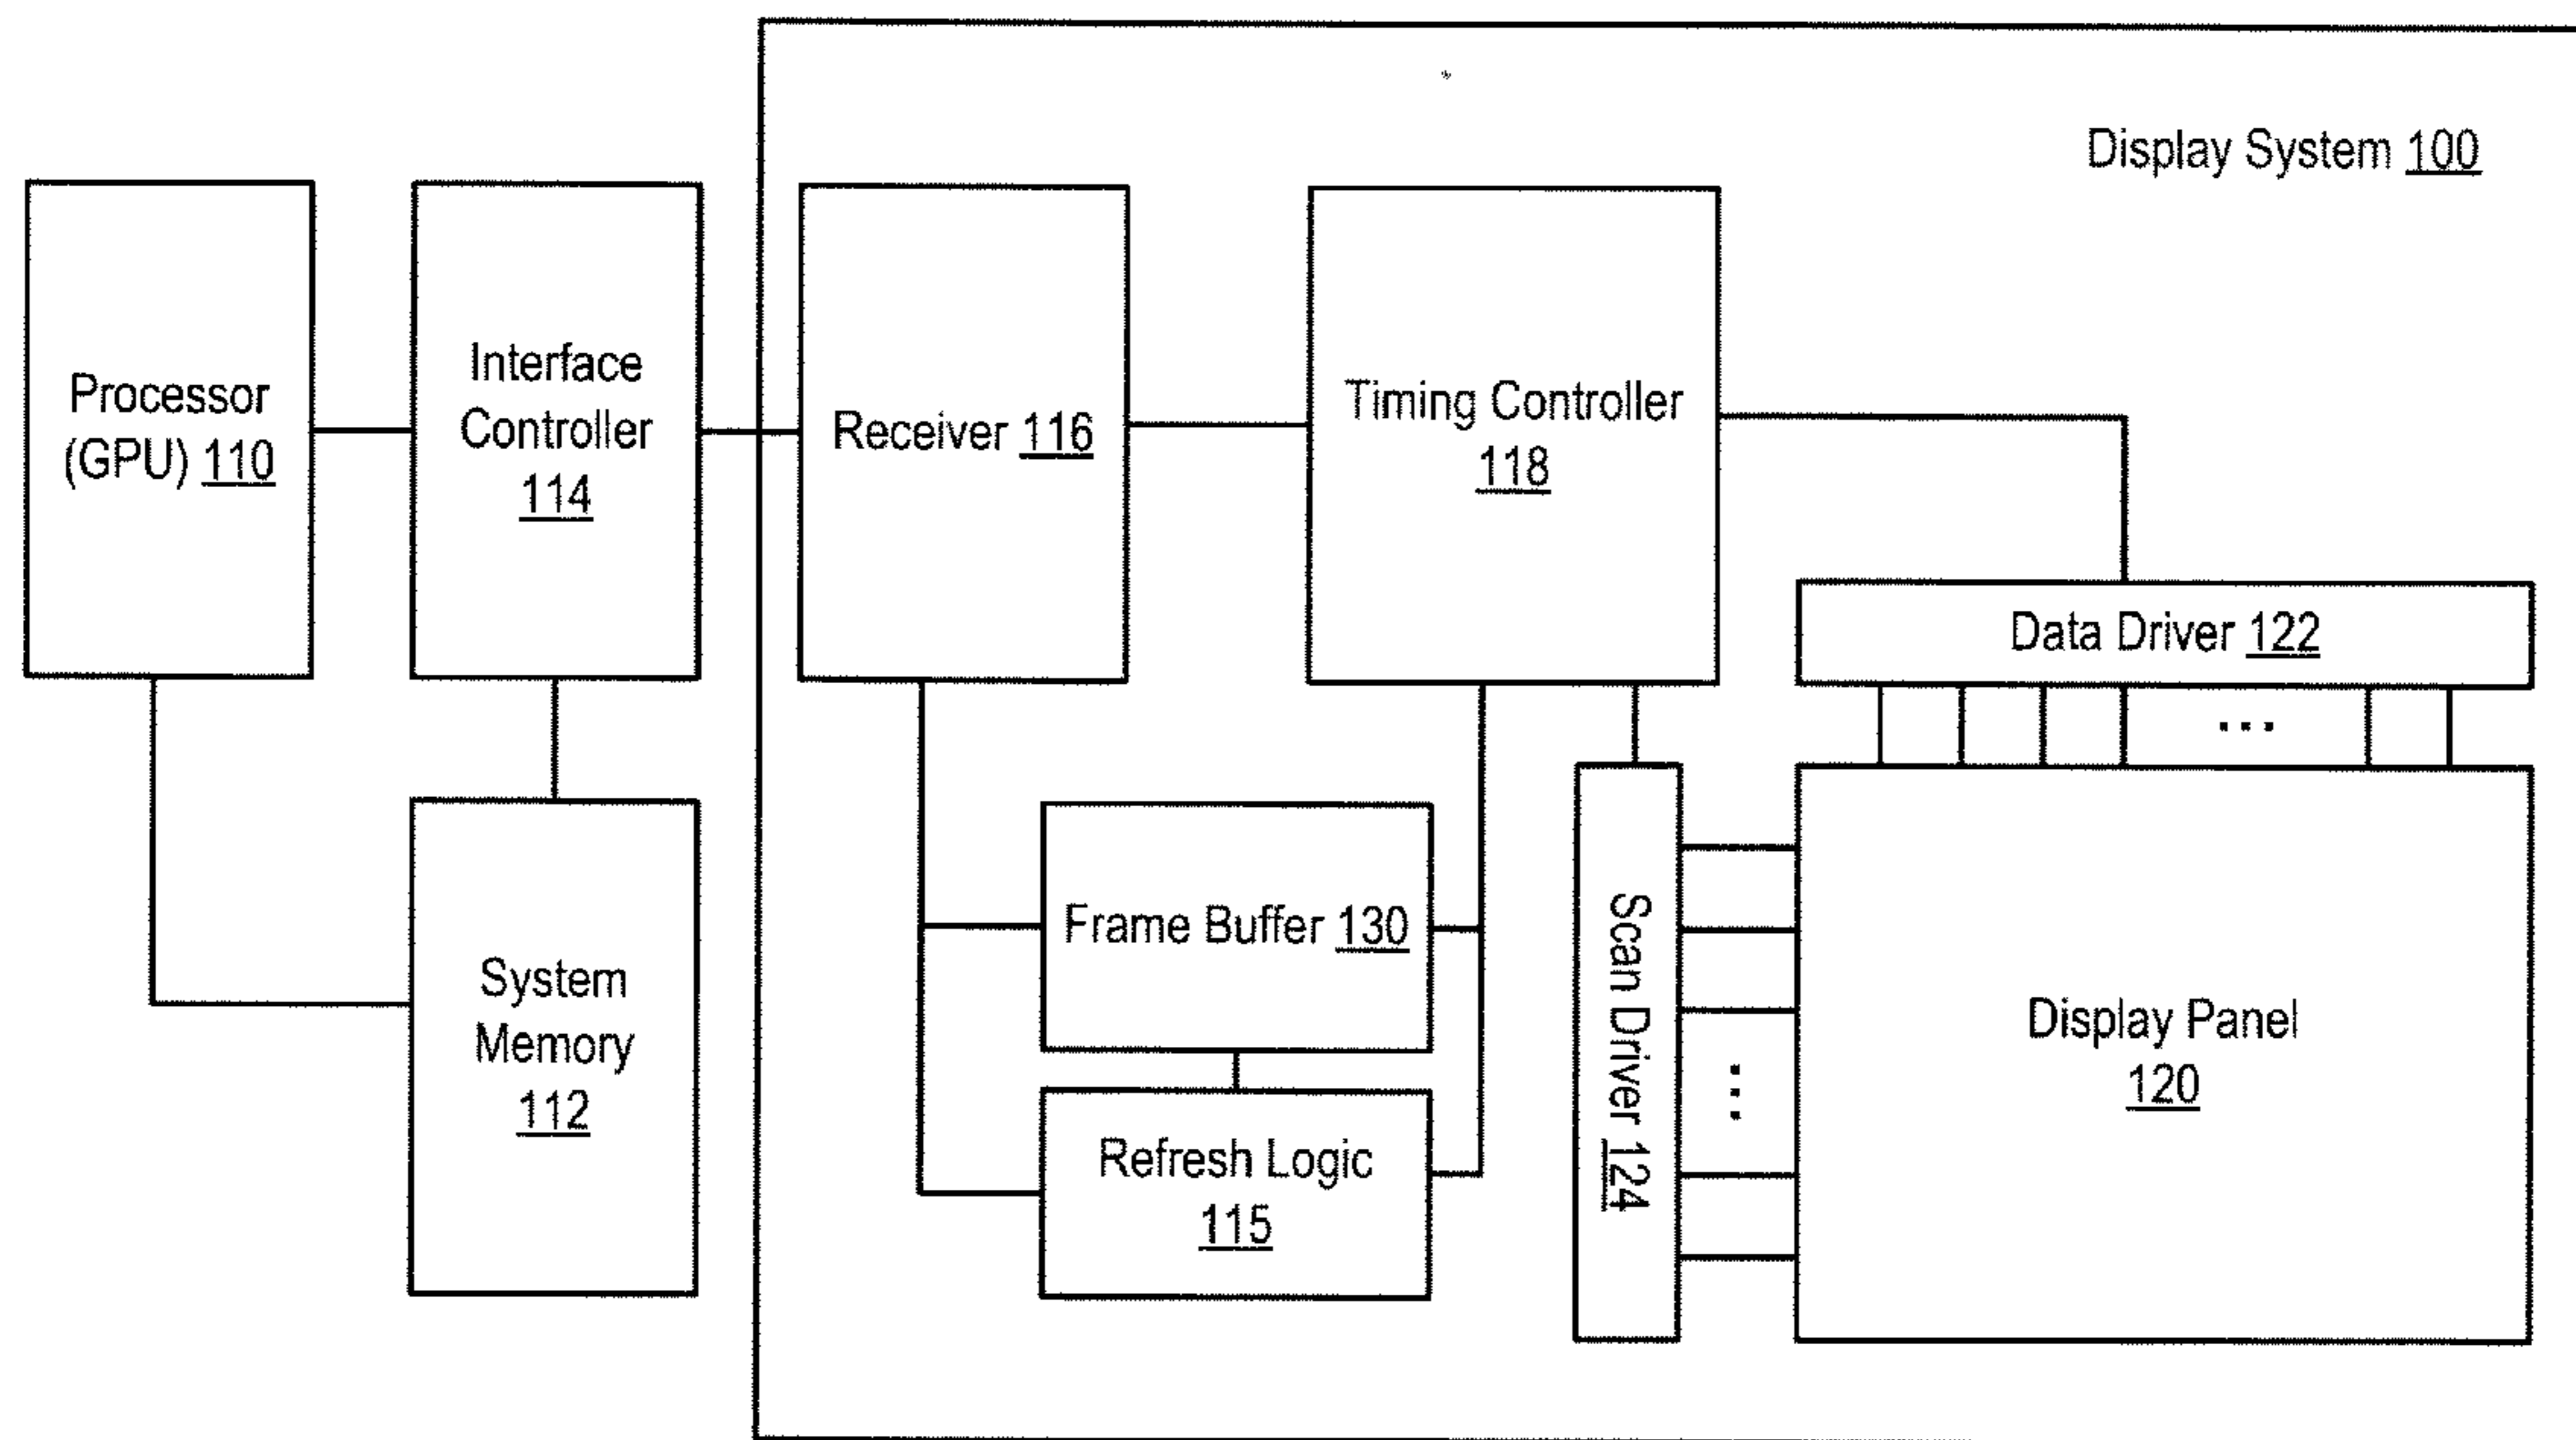 Display System 100
Processor
(GPU) 110
Interface
Controller
114
Receiver 116
Timing Controller
118
Data Driver 122
...
System
Memory
112
Frame Buffer 130
Refresh Logic
115
Scan Driver 124
...
Display Panel
120